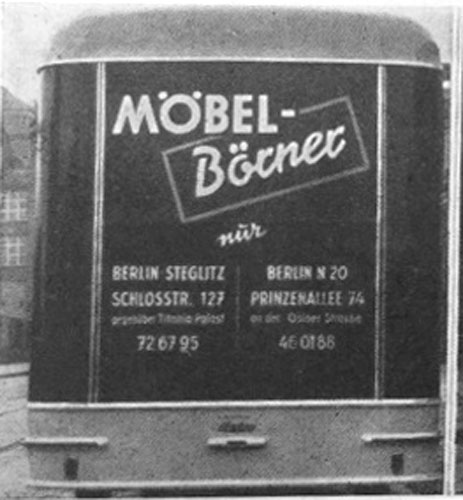 MÖBEL-
Börner
nur
BERLIN STEGLITZ
SCHLOSSTR. 127
gegenüber Titania Palast
72 67 95
BERLIN N 20
PRINZENALLEE 74
an der Osloer Strasse
46 01 88